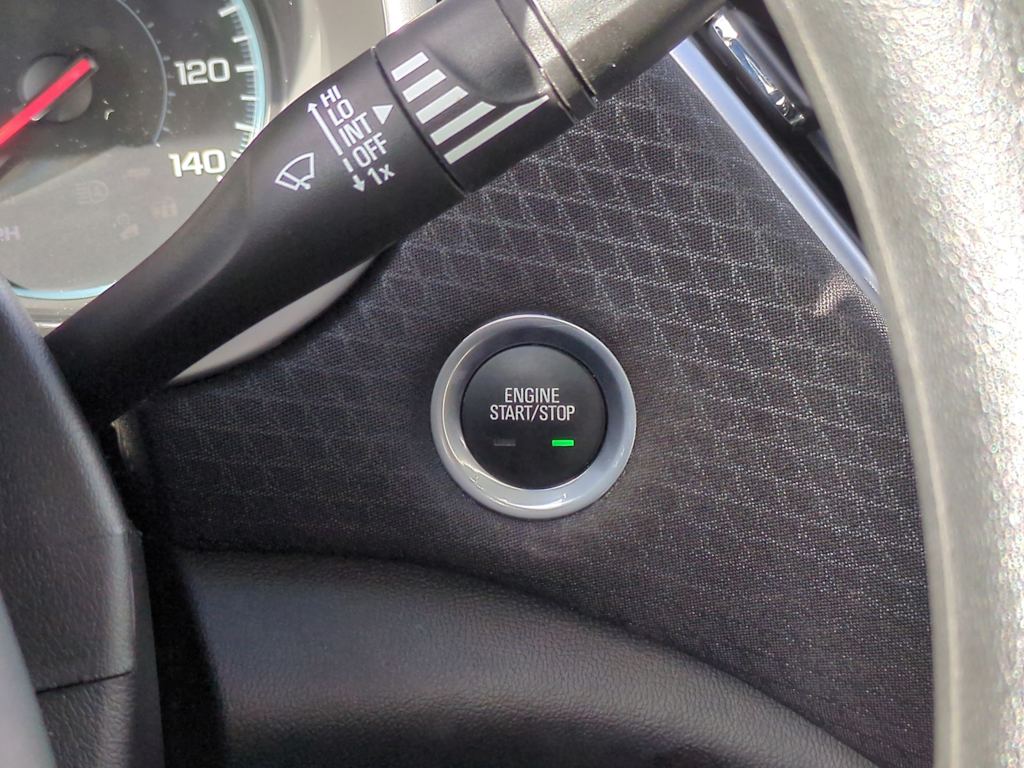 120
140
HI
LO
INT
OFF
1x
ENGINE
START/STOP